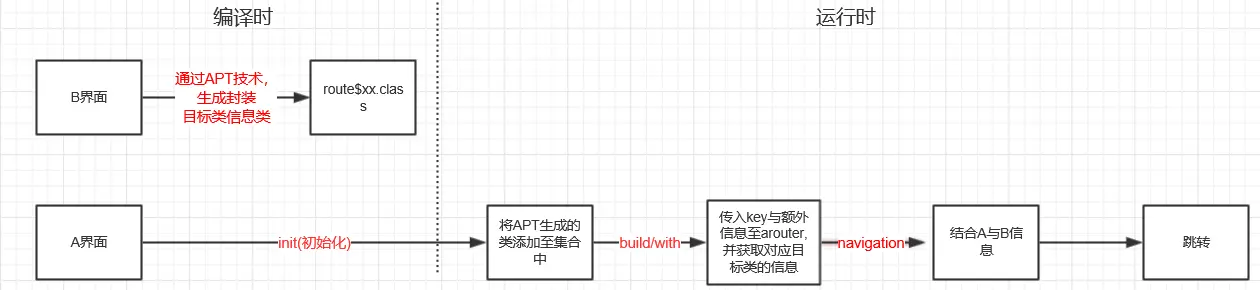 编译时
运行时
B界面
通过APT技术，
生成封装
目标类信息类
route$xx.clas
s
A界面
init(初始化)
将APT生成的
类添加至集合
中
build/with
传入key与额外
信息至arouter,
并获取对应目
标类的信息
navigation
结合A与B信
息
跳转